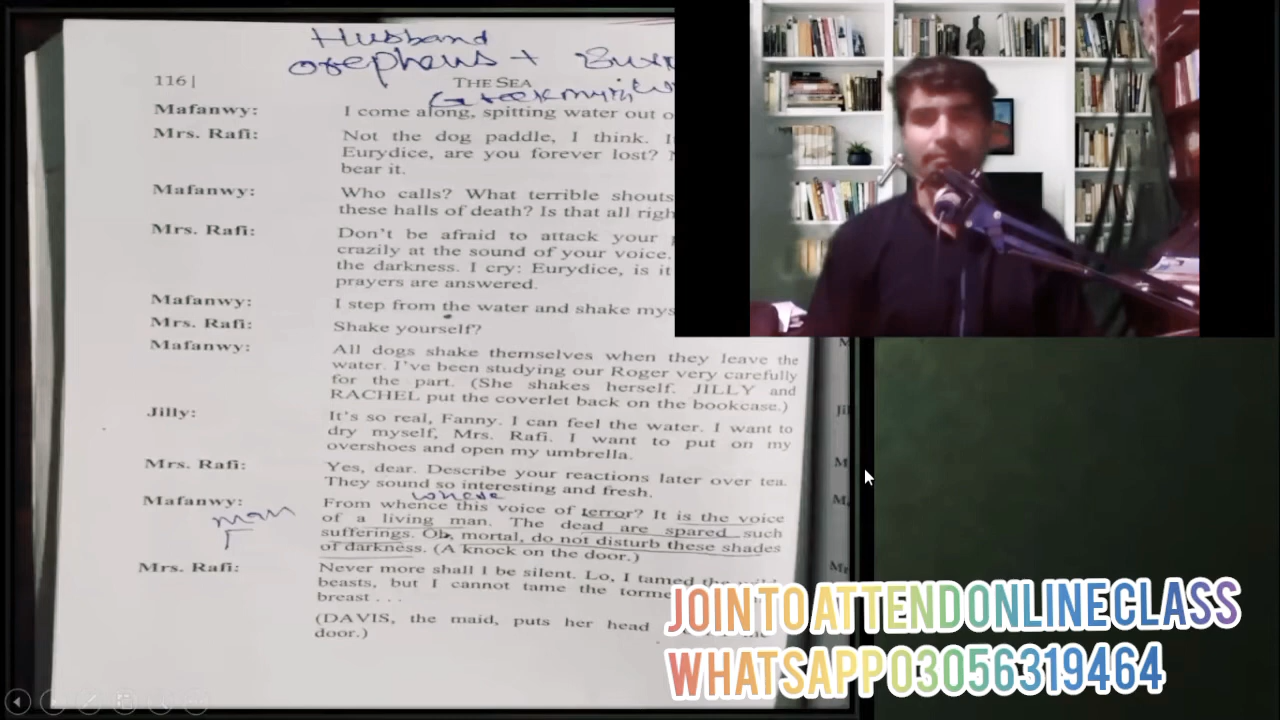 Husband
orephaus +
116| THE SEA
Greek myth
Mafanwy: I come along, spitting water out o
Mrs. Rafi: Not the dog paddle, I think.
Eurydice, are you forever lost?
bear it.
Mafanwy: Who calls? What terrible shouts
these halls of death? Is that all righ
Mrs. Rafi: Don't be afraid to attack your
crazily at the sound of your voice.
the darkness. I cry: Eurydice, is it
prayers are answered.
Mafanwy: I step from the water and shake mys
Mrs. Rafi: Shake yourself?
Mafanwy: All dogs shake themselves when they leave the
water. I've been studying our Roger very carefully
for the part. (She shakes herself. JILLY and
RACHEL put the coverlet back on the bookcase.)
Jilly: It's so real, Fanny. I can feel the water. I want to
dry myself, Mrs. Rafi. I want to put on my
overshoes and open my umbrella.
Mrs. Rafi: Yes, dear. Describe your reactions later over tea.
They sound so interesting and fresh.
whese
Mafanwy: From whence this voice of terror? It is the voice
man of a living man. The dead are spared such
sufferings. Oh, mortal, do not disturb these shades
of darkness. (A knock on the door.)
Mrs. Rafi: Never more shall I be silent. Lo, I tamed the
beasts, but I cannot tame the torme
breast . . .
(DAVIS, the maid, puts her head
door.)
JOIN TO ATTEND ONLINE CLASS
WHATSAPP 03056319464